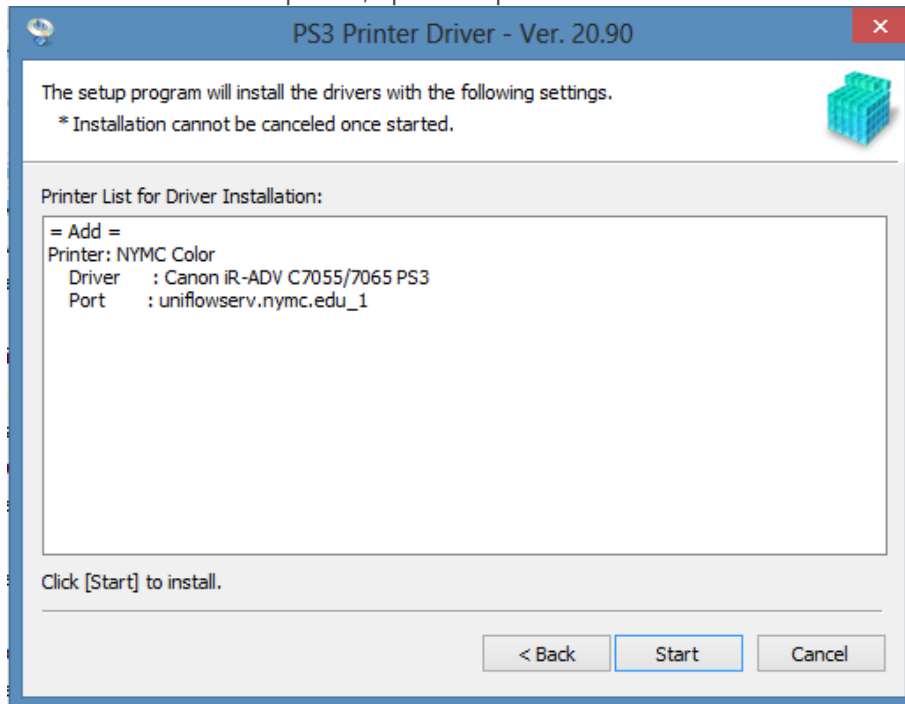 PS3 Printer Driver - Ver. 20.90
The setup program will install the drivers with the following settings.
* Installation cannot be canceled once started.
Printer List for Driver Installation:
= Add =
Printer: NYMC Color
Driver : Canon iR-ADV C7055/7065 PS3
Port : uniflowserv.nymc.edu_1
Click [Start] to install.
< Back Start Cancel